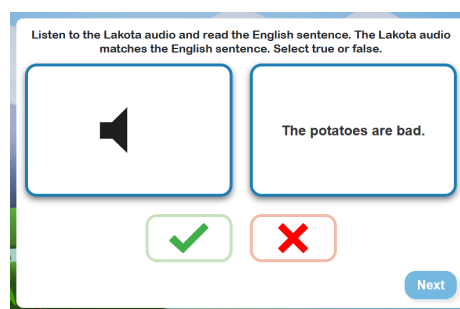 Listen to the Lakota audio and read the English sentence. The Lakota audio
matches the English sentence. Select true or false.
The potatoes are bad.
Next